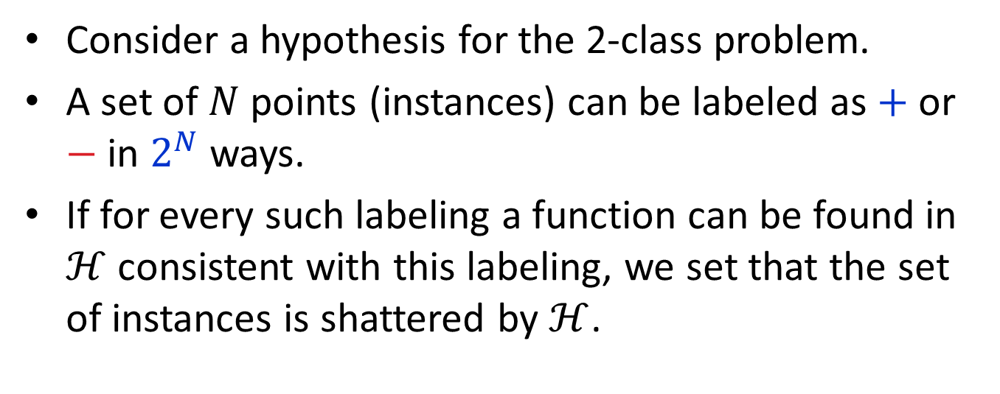 • Consider a hypothesis for the 2-class problem.
• A set of 𝑁 points (instances) can be labeled as + or
− in 2^𝑁 ways.
• If for every such labeling a function can be found in
ℋ consistent with this labeling, we set that the set
of instances is shattered by ℋ.